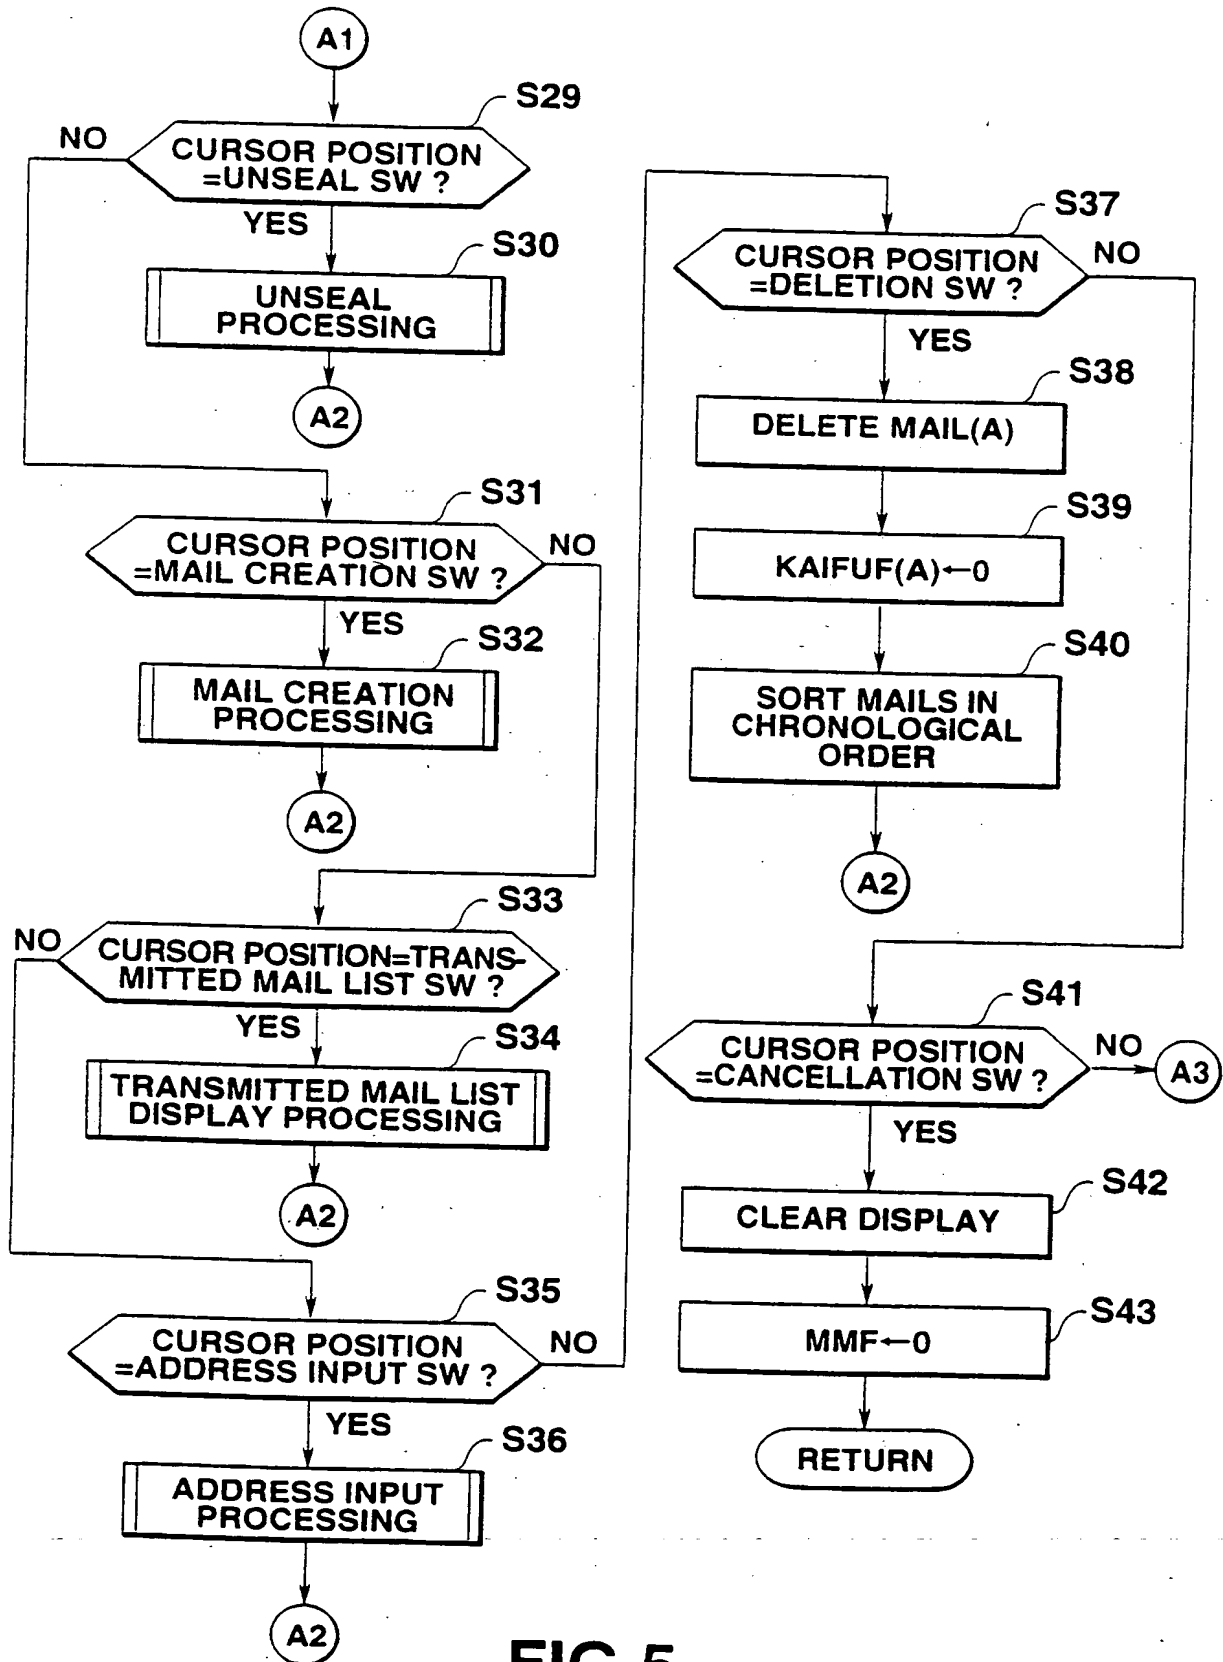 A1
S29
NO
CURSOR POSITION
=UNSEAL SW ?
YES
S30
UNSEAL
PROCESSING
A2
S31
CURSOR POSITION
=MAIL CREATION SW ?
NO
YES
S32
MAIL CREATION
PROCESSING
A2
S33
NO
CURSOR POSITION=TRANS-
MITTED MAIL LIST SW ?
YES
S34
TRANSMITTED MAIL LIST
DISPLAY PROCESSING
A2
S35
CURSOR POSITION
=ADDRESS INPUT SW ?
NO
YES
S36
ADDRESS INPUT
PROCESSING
A2
S37
CURSOR POSITION
=DELETION SW ?
NO
YES
S38
DELETE MAIL(A)
S39
KAIFUF(A)←0
S40
SORT MAILS IN
CHRONOLOGICAL
ORDER
A2
S41
CURSOR POSITION
=CANCELLATION SW ?
NO
A3
YES
S42
CLEAR DISPLAY
S43
MMF←0
RETURN
FIG.5